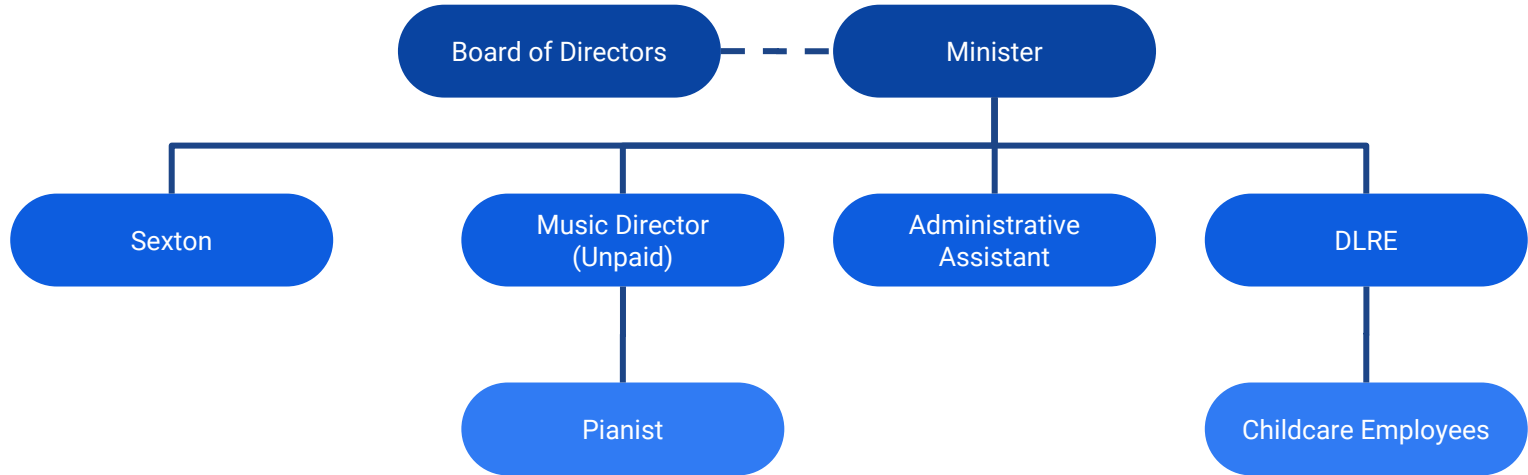 Board of Directors
Minister
Sexton
Music Director
(Unpaid)
Administrative
Assistant
DLRE
Pianist
Childcare Employees